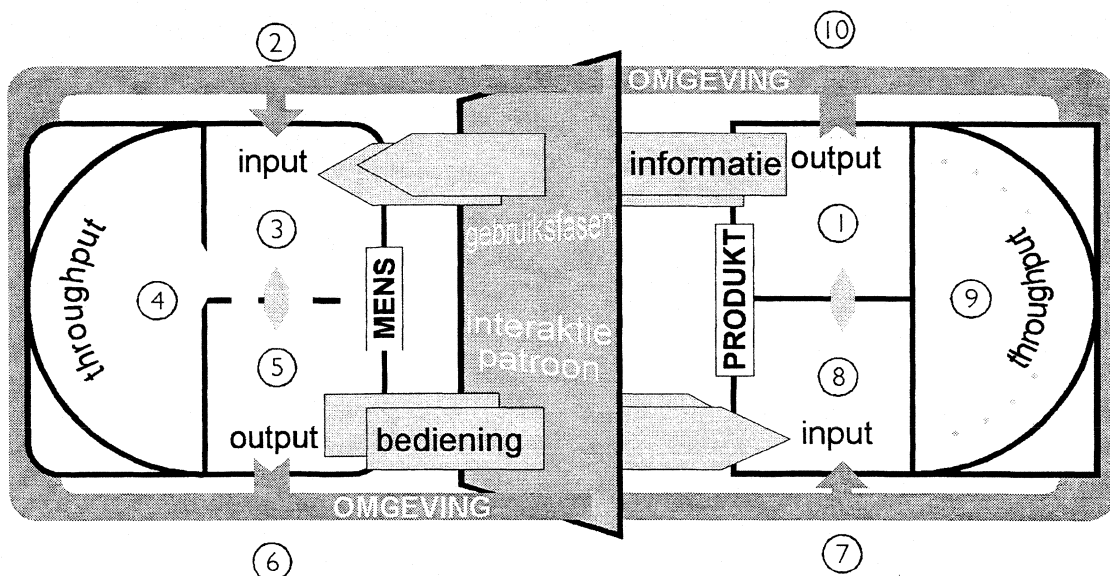 2
10
OMGEVING
input
informatie
output
gebruiksfasen
3
1
throughput
4
MENS
PRODUKT
9
throughput
interaktie
patroon
5
8
output
bediening
input
OMGEVING
6
7